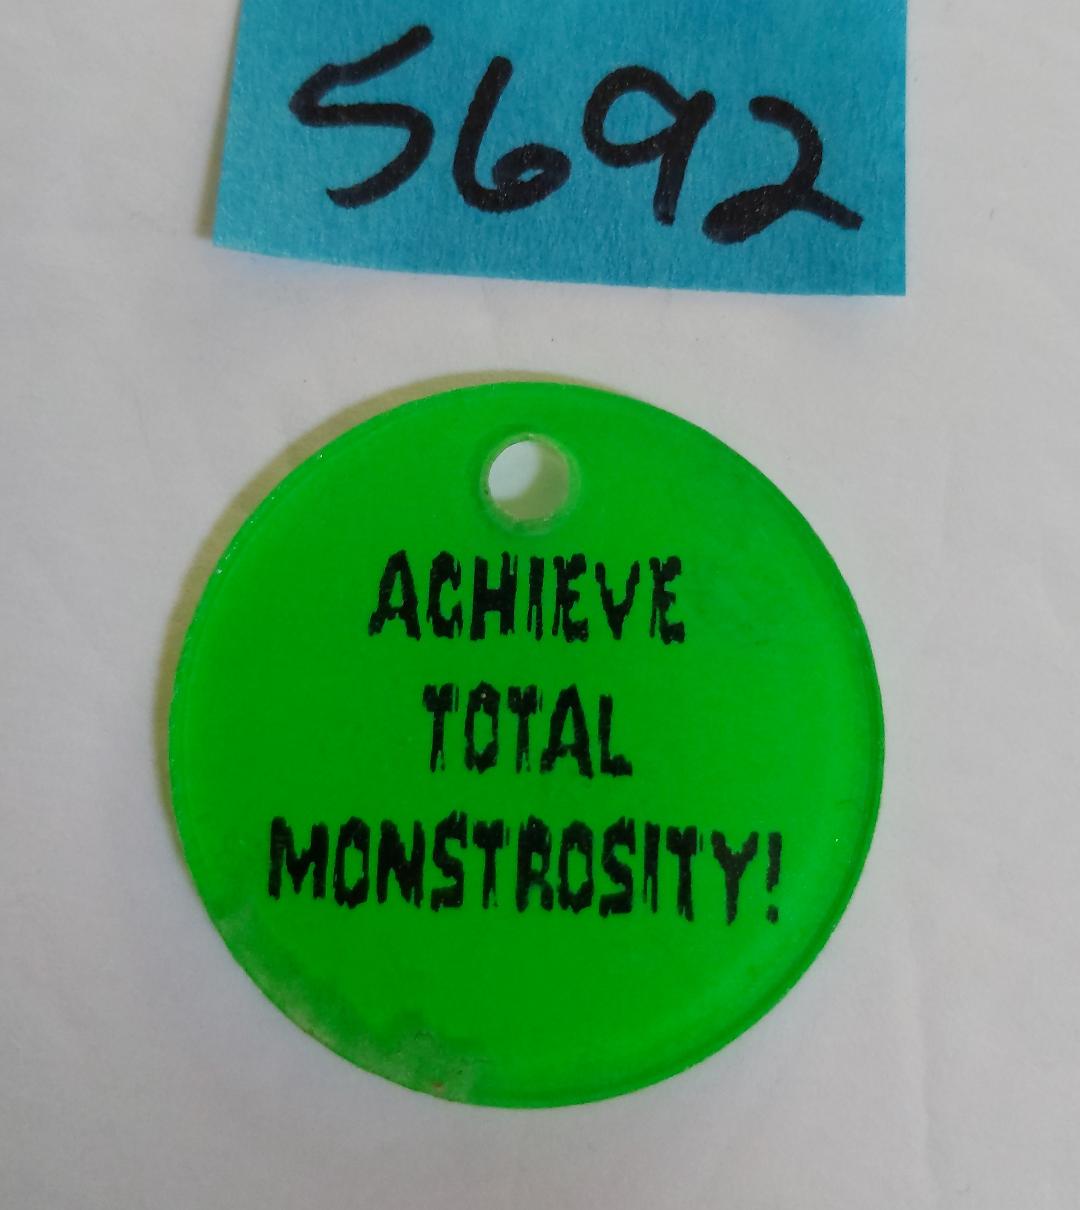 5692
ACHIEVE
TOTAL
MONSTROSITY!